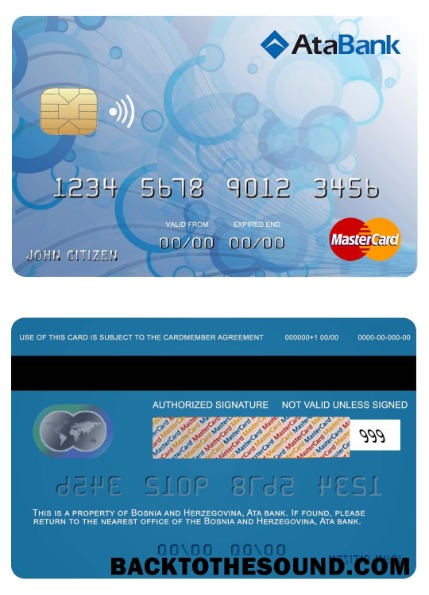 AtaBank
1234 5678 9012 3456
VALID FROM EXPIRED END
00/00 00/00
JOHN CITIZEN
MasterCard
USE OF THIS CARD IS SUBJECT TO THE CARDMEMBER AGREEMENT 000000+1 00/00 0000-00-000-00
AUTHORIZED SIGNATURE NOT VALID UNLESS SIGNED
MasterCard MasterCard MasterCard
999
THIS IS A PROPERTY OF BOSNIA AND HERZEGOVINA, ATA BANK. IF FOUND, PLEASE
RETURN TO THE NEAREST OFFICE OF THE BOSNIA AND HERZEGOVINA, ATA BANK.
00/00 00/00
BACKTOTHESOUND.COM